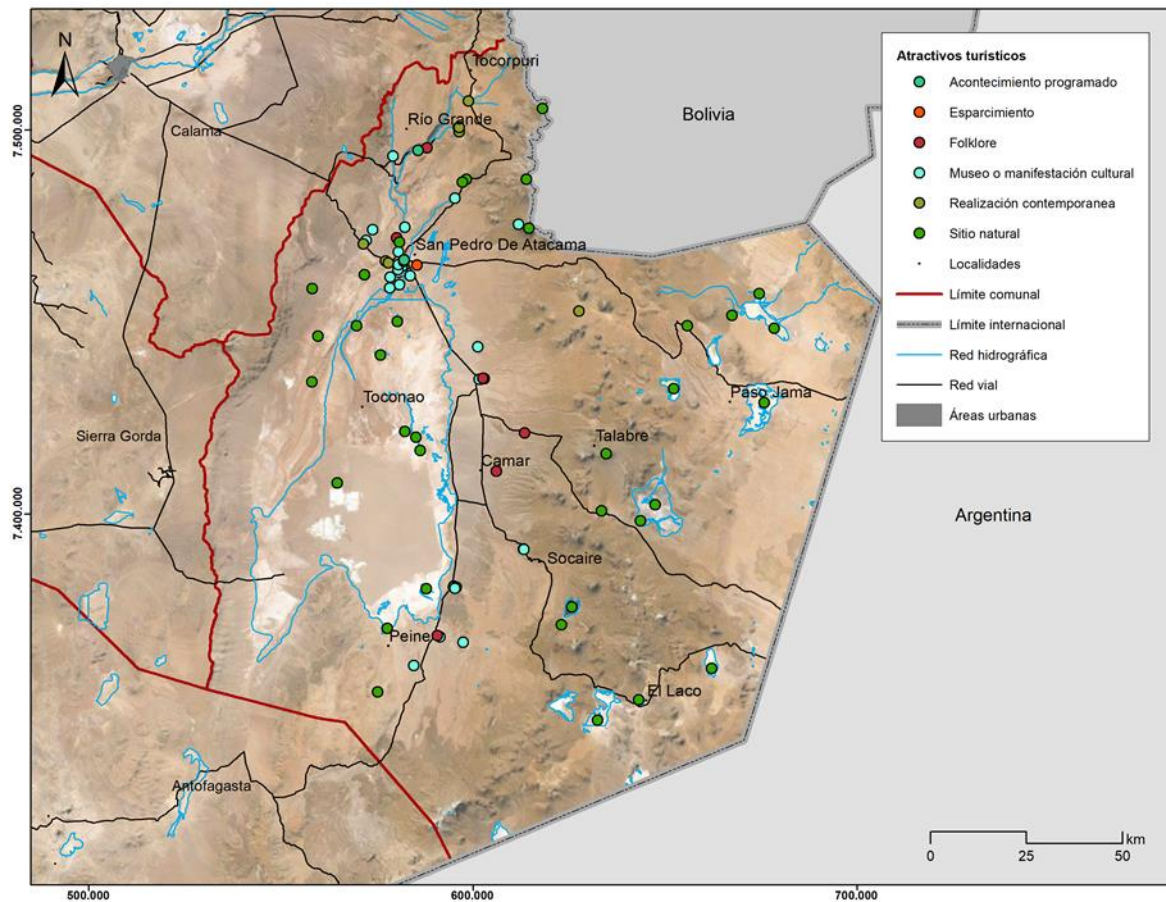 N
Tocorpuri
Río Grande
Calama
Bolivia
San Pedro De Atacama
Toconao
Paso Jama
Sierra Gorda
Talabre
Camar
Argentina
Socaire
Peine
El Laco
Antofagasta
Atractivos turísticos
Acontecimiento programado
Esparcimiento
Folklore
Museo o manifestación cultural
Realización contemporanea
Sitio natural
Localidades
Límite comunal
Límite internacional
Red hidrográfica
Red vial
Áreas urbanas
7.500.000
7.400.000
km
0 25 50
500.000 600.000 700.000